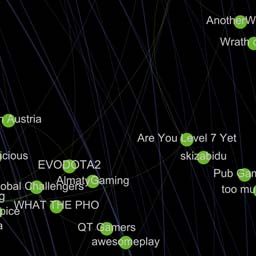 AnotherW
Wrath o
n Austria
Are You Level 7 Yet
icious
skizabidu
EVODOTA2
Pub Gam
AlmatyGaming
obal Challengers
too mu
g
WHAT THE PHO
pice
a
QT Gamers
awesomeplay